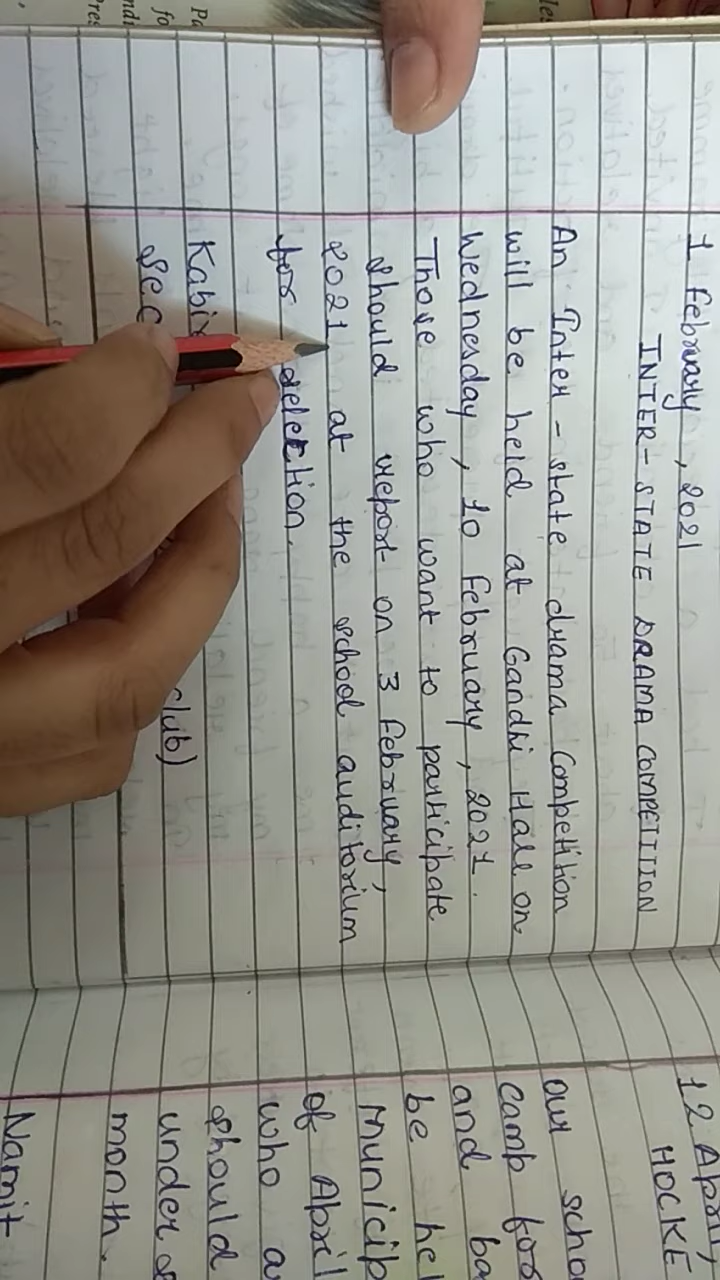 1 February, 2021
INTER-STATE DRAMA COMPETITION
An Inter-state drama Competition
will be held at Gandhi Hall on
Wednesday, 10 February, 2021.
Those who want to participate
should report on 3 February,
2021 at the school auditorium
for selection.
Kabir
Sec
club)
12 April,
HOCKE
Our scho
camp for
and ba
be hel
Municip
of April
who a
should
under
month.
Namit